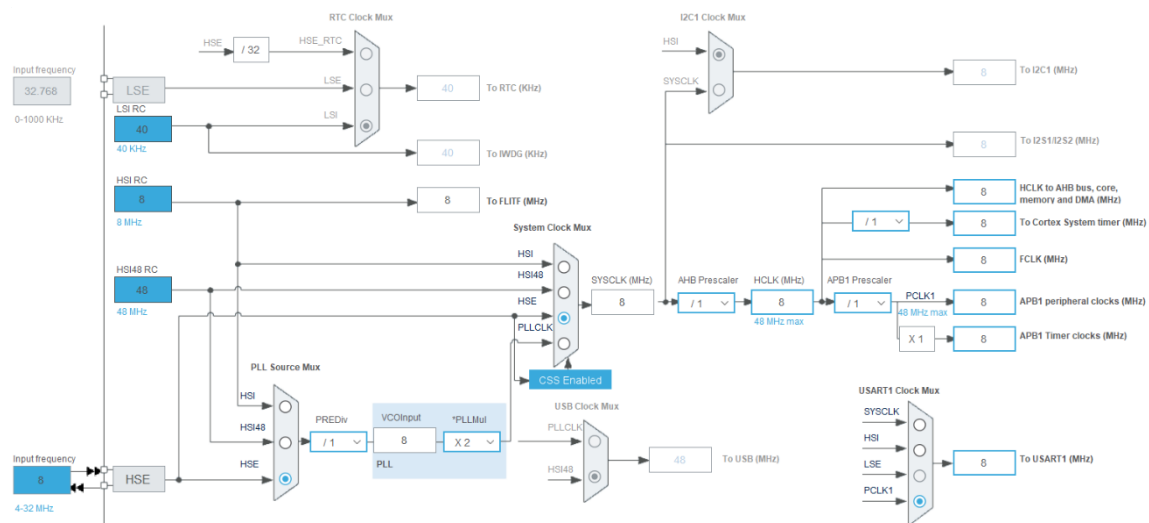 RTC Clock Mux
HSE
/ 32
HSE_RTC
Input frequency
32.768
0-1000 KHz
LSE
LSE
40
To RTC (KHz)
LSI RC
40
40 KHz
LSI
40
To IWDG (KHz)
HSI RC
8
8 MHz
8
To FLITF (MHz)
HSI48 RC
48
48 MHz
I2C1 Clock Mux
HSI
SYSCLK
8
To I2C1 (MHz)
8
To I2S1/I2S2 (MHz)
System Clock Mux
HSI
HSI48
HSE
PLLCLK
CSS Enabled
SYSCLK (MHz)
8
AHB Prescaler
/ 1
HCLK (MHz)
8
48 MHz max
APB1 Prescaler
/ 1
8
HCLK to AHB bus, core,
memory and DMA (MHz)
/ 1
8
To Cortex System timer (MHz)
8
FCLK (MHz)
PCLK1
48 MHz max
8
APB1 peripheral clocks (MHz)
X 1
8
APB1 Timer clocks (MHz)
PLL Source Mux
HSI
HSI48
HSE
PREDiv
/ 1
VCOInput
8
*PLLMul
X 2
PLL
Input frequency
8
4-32 MHz
HSE
USB Clock Mux
PLLCLK
HSI48
48
To USB (MHz)
USART1 Clock Mux
SYSCLK
HSI
LSE
PCLK1
8
To USART1 (MHz)